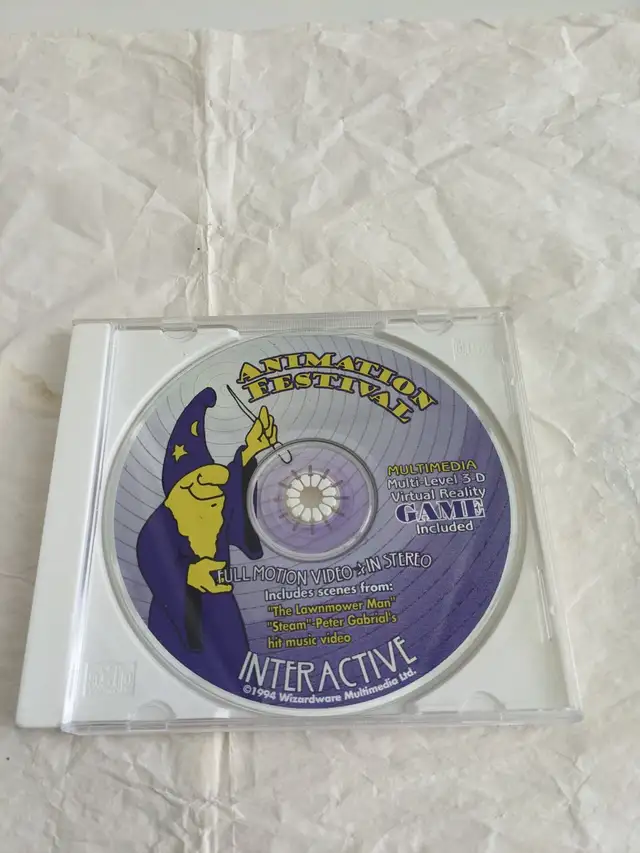 ANIMATION
FESTIVAL
MULTIMEDIA
Multi-Level 3-D
Virtual Reality
GAME
Included
FULL MOTION VIDEO ☆ IN STEREO
Includes scenes from:
"The Lawnmower Man"
"Steam"-Peter Gabrial's
hit music video
INTERACTIVE
©1994 Wizardware Multimedia Ltd.